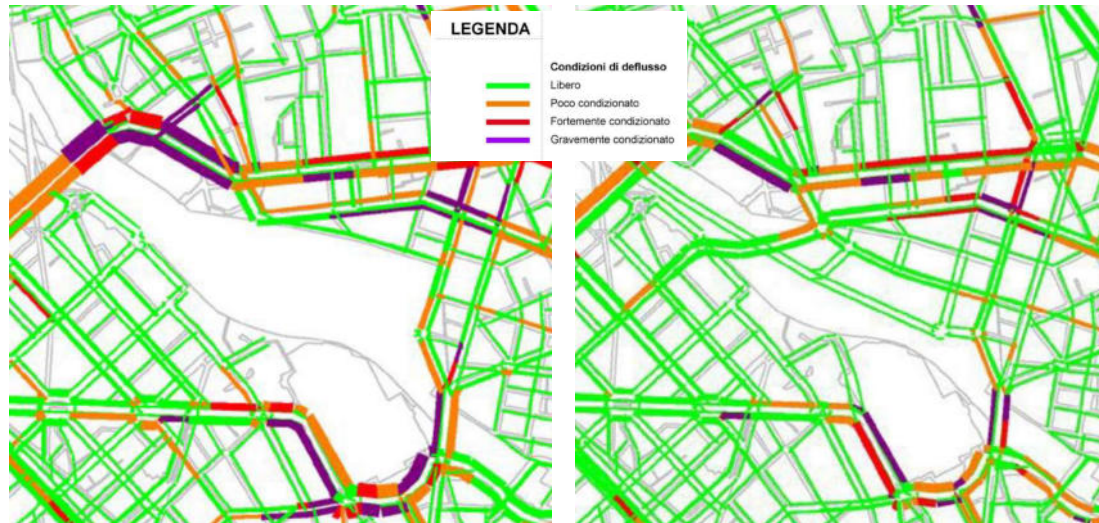 LEGENDA
Condizioni di deflusso
Libero
Poco condizionato
Fortemente condizionato
Gravemente condizionato